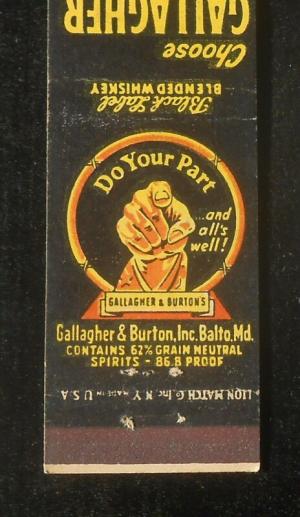 GALLAGHER
Choose
Black Label
BLENDED WHISKEY
Do Your Part
...and
all's
well!
GALLAGHER & BURTON'S
Gallagher & Burton, Inc. Balto. Md.
CONTAINS 62% GRAIN NEUTRAL
SPIRITS - 86.8 PROOF
LION MATCH Co. Inc. N.Y. MADE IN U.S.A